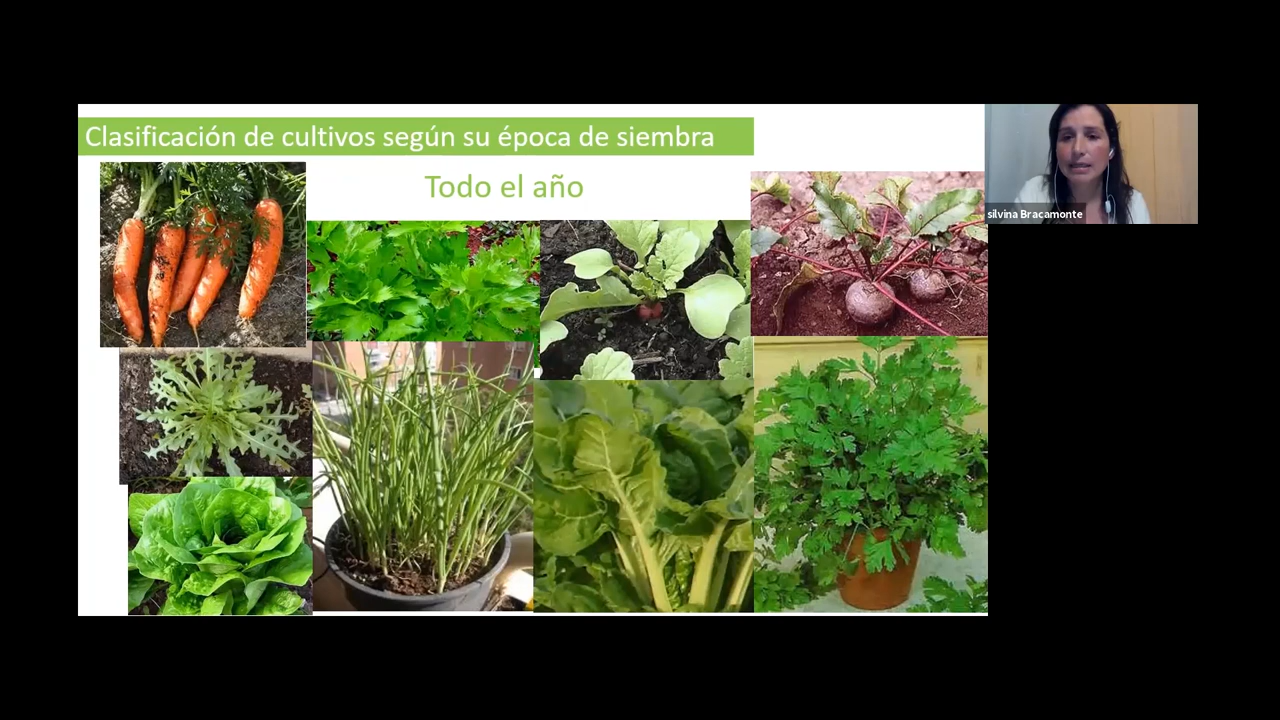 Clasificación de cultivos según su época de siembra
Todo el año
silvina Bracamonte